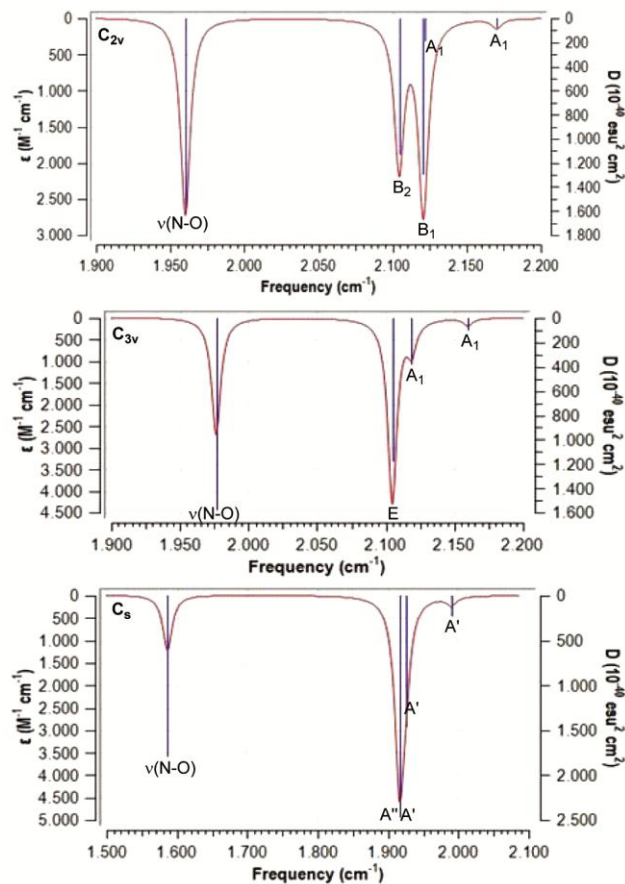 C2v
0
500
1.000
1.500
2.000
2.500
3.000
ε (M⁻¹ cm⁻¹)
0
200
400
600
800
1.000
1.200
1.400
1.600
1.800
D (10⁻⁴⁰ esu² cm²)
A1
A1
B2
B1
ν(N-O)
1.900 1.950 2.000 2.050 2.100 2.150 2.200
Frequency (cm⁻¹)
C3v
0
500
1.000
1.500
2.000
2.500
3.000
3.500
4.000
4.500
ε (M⁻¹ cm⁻¹)
0
200
400
600
800
1.000
1.200
1.400
1.600
D (10⁻⁴⁰ esu² cm²)
A1
A1
ν(N-O)
E
1.900 1.950 2.000 2.050 2.100 2.150 2.200
Frequency (cm⁻¹)
Cs
0
500
1.000
1.500
2.000
2.500
3.000
3.500
4.000
4.500
5.000
ε (M⁻¹ cm⁻¹)
0
500
1.000
1.500
2.000
2.500
D (10⁻⁴⁰ esu² cm²)
A'
A'
ν(N-O)
A" A'
1.500 1.600 1.700 1.800 1.900 2.000 2.100
Frequency (cm⁻¹)